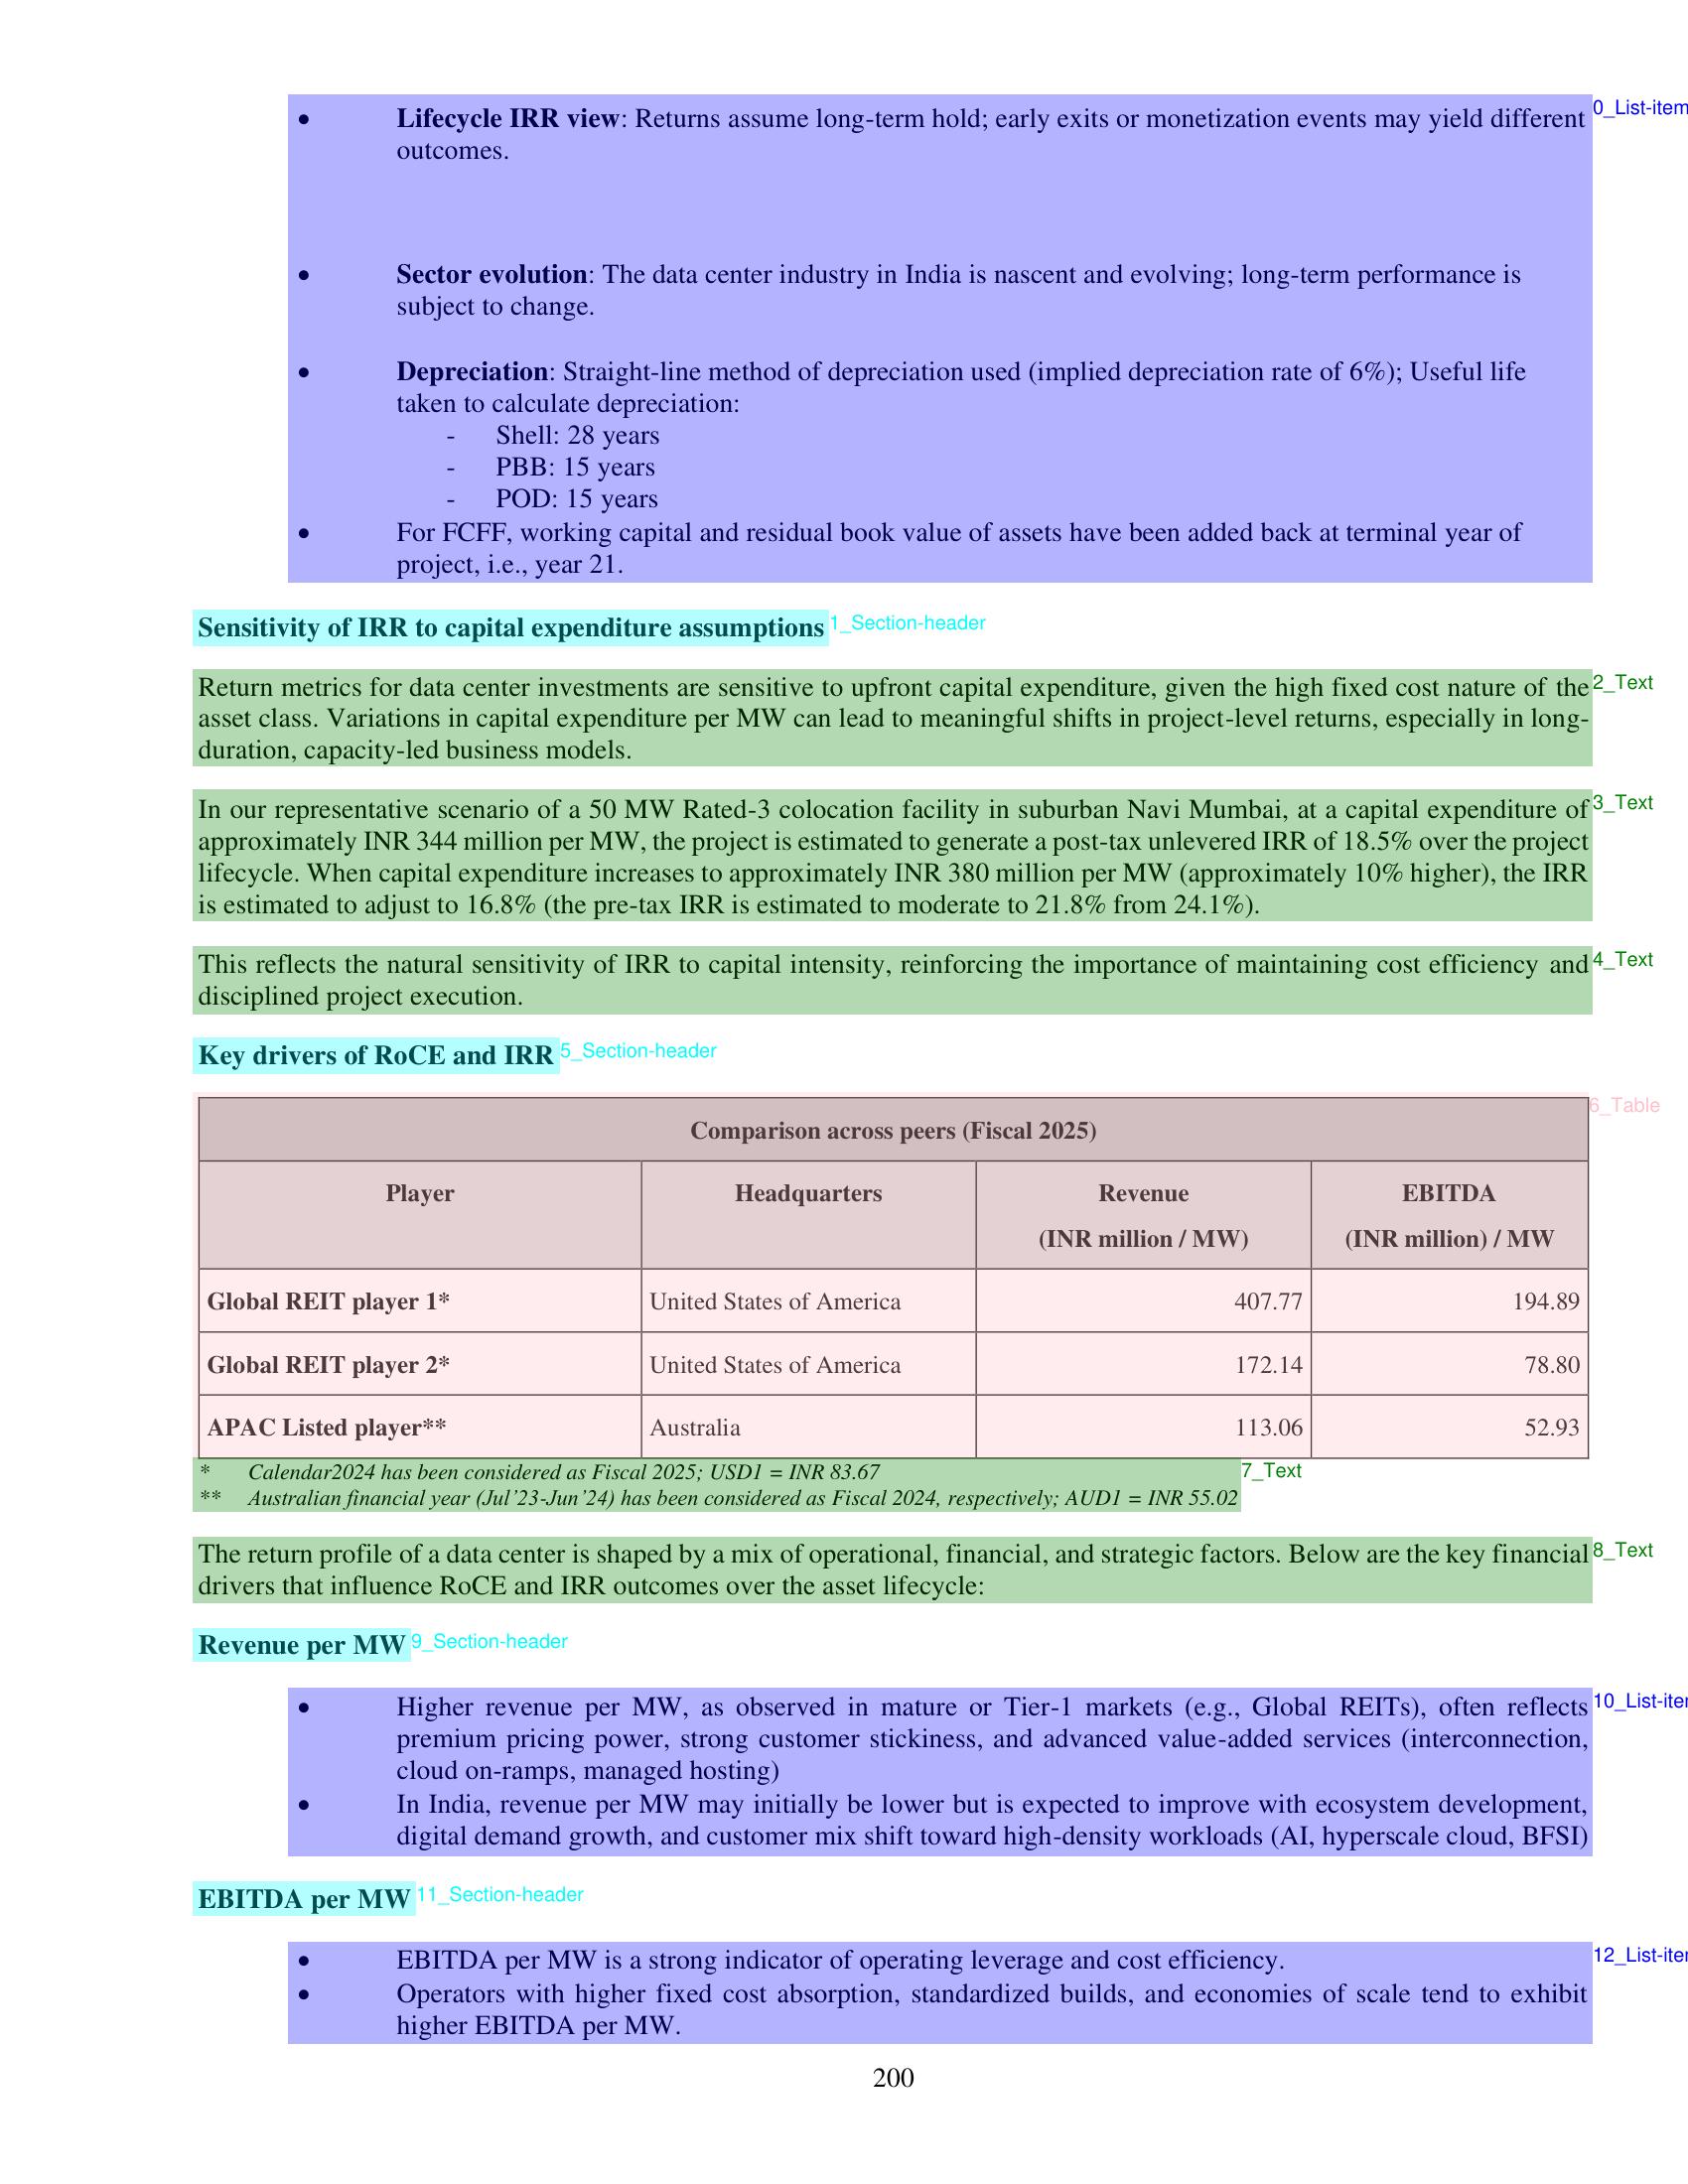 • Lifecycle IRR view: Returns assume long-term hold; early exits or monetization events may yield different
outcomes.
0_List-item
• Sector evolution: The data center industry in India is nascent and evolving; long-term performance is
subject to change.
• Depreciation: Straight-line method of depreciation used (implied depreciation rate of 6%); Useful life
taken to calculate depreciation:
- Shell: 28 years
- PBB: 15 years
- POD: 15 years
• For FCFF, working capital and residual book value of assets have been added back at terminal year of
project, i.e., year 21.
Sensitivity of IRR to capital expenditure assumptions
1_Section-header
Return metrics for data center investments are sensitive to upfront capital expenditure, given the high fixed cost nature of the
2_Text
asset class. Variations in capital expenditure per MW can lead to meaningful shifts in project-level returns, especially in long-
duration, capacity-led business models.
In our representative scenario of a 50 MW Rated-3 colocation facility in suburban Navi Mumbai, at a capital expenditure of
3_Text
approximately INR 344 million per MW, the project is estimated to generate a post-tax unlevered IRR of 18.5% over the project
lifecycle. When capital expenditure increases to approximately INR 380 million per MW (approximately 10% higher), the IRR
is estimated to adjust to 16.8% (the pre-tax IRR is estimated to moderate to 21.8% from 24.1%).
This reflects the natural sensitivity of IRR to capital intensity, reinforcing the importance of maintaining cost efficiency and
4_Text
disciplined project execution.
Key drivers of RoCE and IRR
5_Section-header
6_Table
Comparison across peers (Fiscal 2025)
Player Headquarters Revenue EBITDA
(INR million / MW) (INR million) / MW
Global REIT player 1* United States of America 407.77 194.89
Global REIT player 2* United States of America 172.14 78.80
APAC Listed player** Australia 113.06 52.93
* Calendar2024 has been considered as Fiscal 2025; USD1 = INR 83.67
7_Text
** Australian financial year (Jul’23-Jun’24) has been considered as Fiscal 2024, respectively; AUD1 = INR 55.02
The return profile of a data center is shaped by a mix of operational, financial, and strategic factors. Below are the key financial
8_Text
drivers that influence RoCE and IRR outcomes over the asset lifecycle:
Revenue per MW
9_Section-header
• Higher revenue per MW, as observed in mature or Tier-1 markets (e.g., Global REITs), often reflects
10_List-iter
premium pricing power, strong customer stickiness, and advanced value-added services (interconnection,
cloud on-ramps, managed hosting)
• In India, revenue per MW may initially be lower but is expected to improve with ecosystem development,
digital demand growth, and customer mix shift toward high-density workloads (AI, hyperscale cloud, BFSI)
EBITDA per MW
11_Section-header
• EBITDA per MW is a strong indicator of operating leverage and cost efficiency.
12_List-iter
• Operators with higher fixed cost absorption, standardized builds, and economies of scale tend to exhibit
higher EBITDA per MW.
200